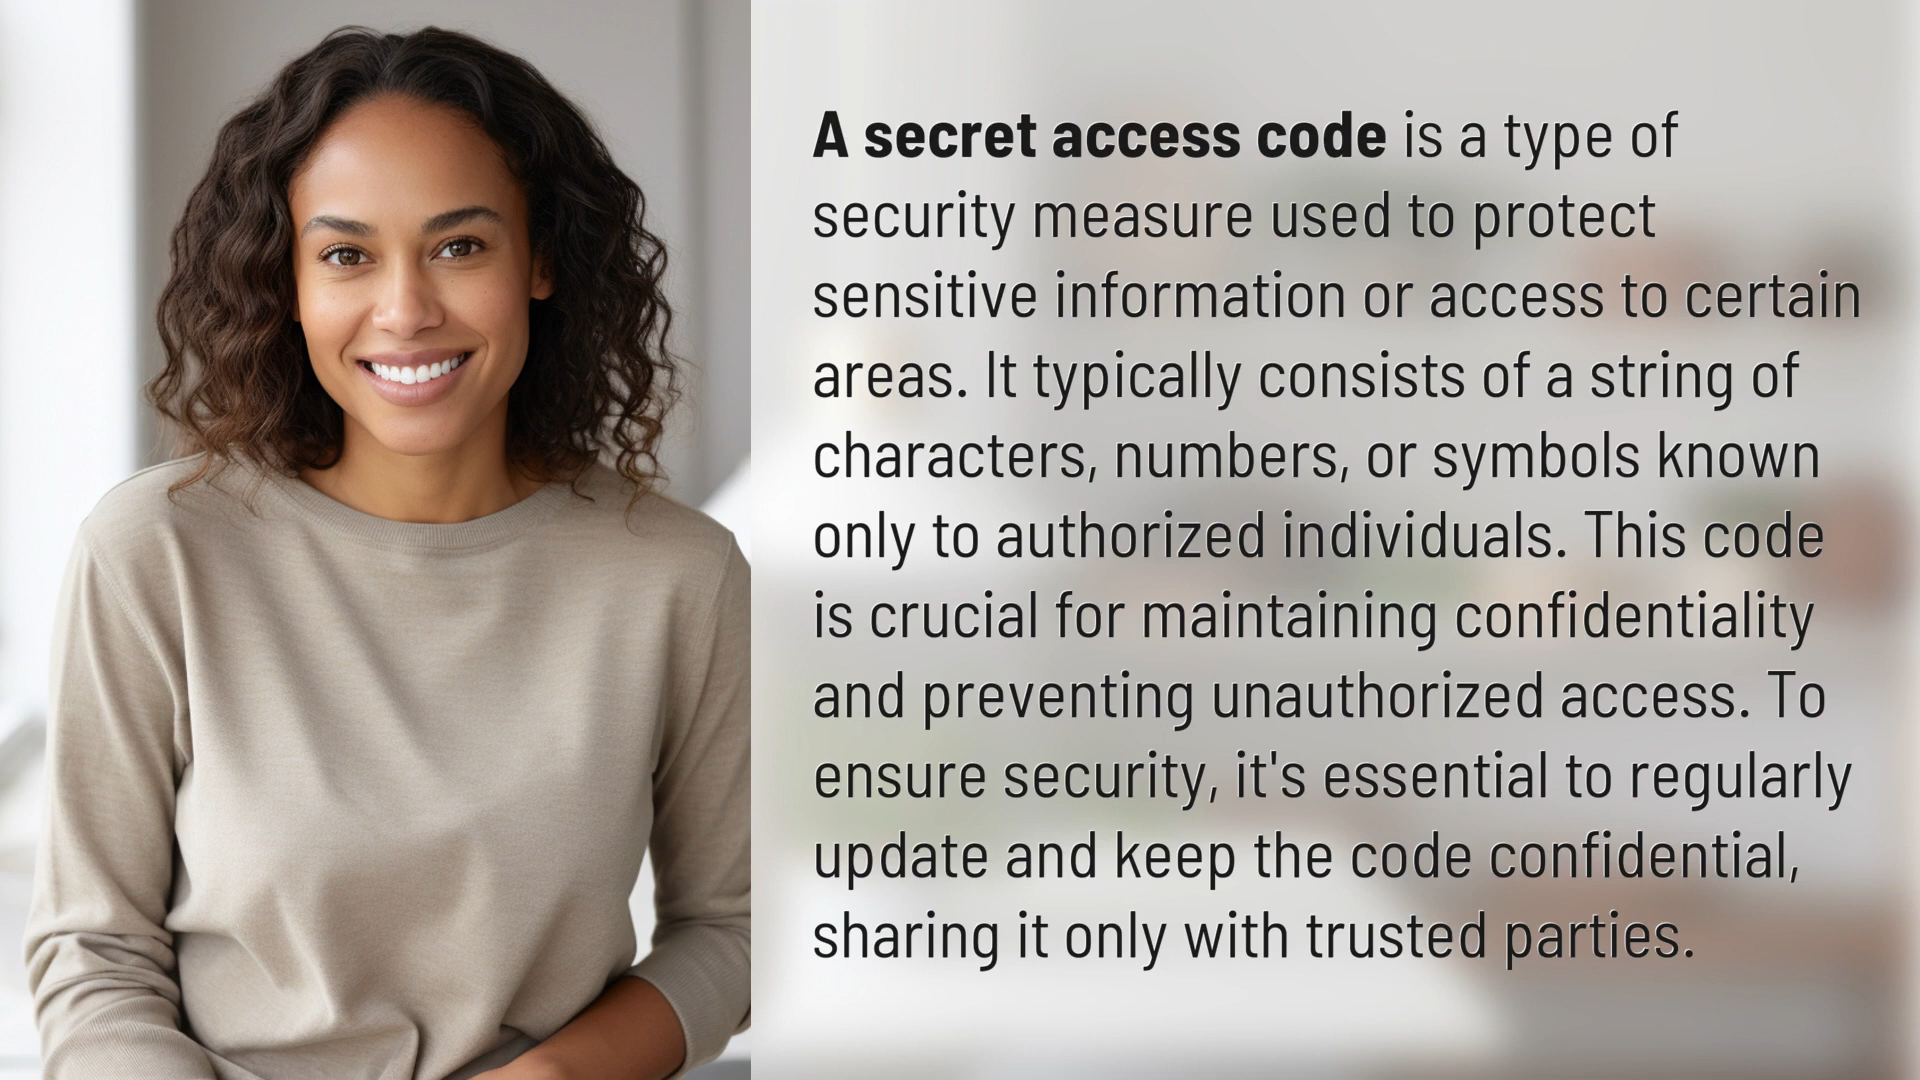 A secret access code is a type of
security measure used to protect
sensitive information or access to certain
areas. It typically consists of a string of
characters, numbers, or symbols known
only to authorized individuals. This code
is crucial for maintaining confidentiality
and preventing unauthorized access. To
ensure security, it's essential to regularly
update and keep the code confidential,
sharing it only with trusted parties.